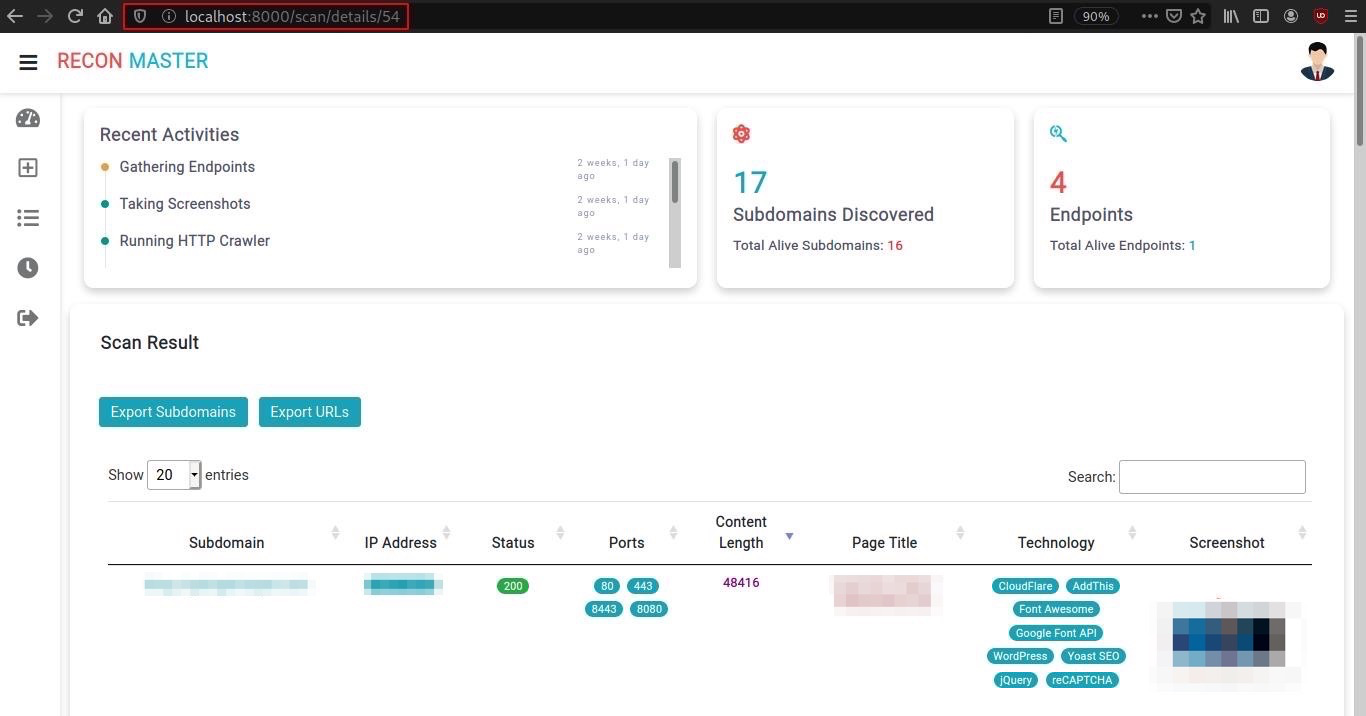 localhost:8000/scan/details/54
90%
RECON MASTER
Recent Activities
Gathering Endpoints
2 weeks, 1 day
ago
Taking Screenshots
2 weeks, 1 day
ago
Running HTTP Crawler
2 weeks, 1 day
ago
17
Subdomains Discovered
Total Alive Subdomains: 16
4
Endpoints
Total Alive Endpoints: 1
Scan Result
Export Subdomains
Export URLs
Show 20 entries
Search:
Subdomain
IP Address
Status
Ports
Content
Length
Page Title
Technology
Screenshot
200
80 443
8443 8080
48416
CloudFlare AddThis
Font Awesome
Google Font API
WordPress Yoast SEO
jQuery reCAPTCHA